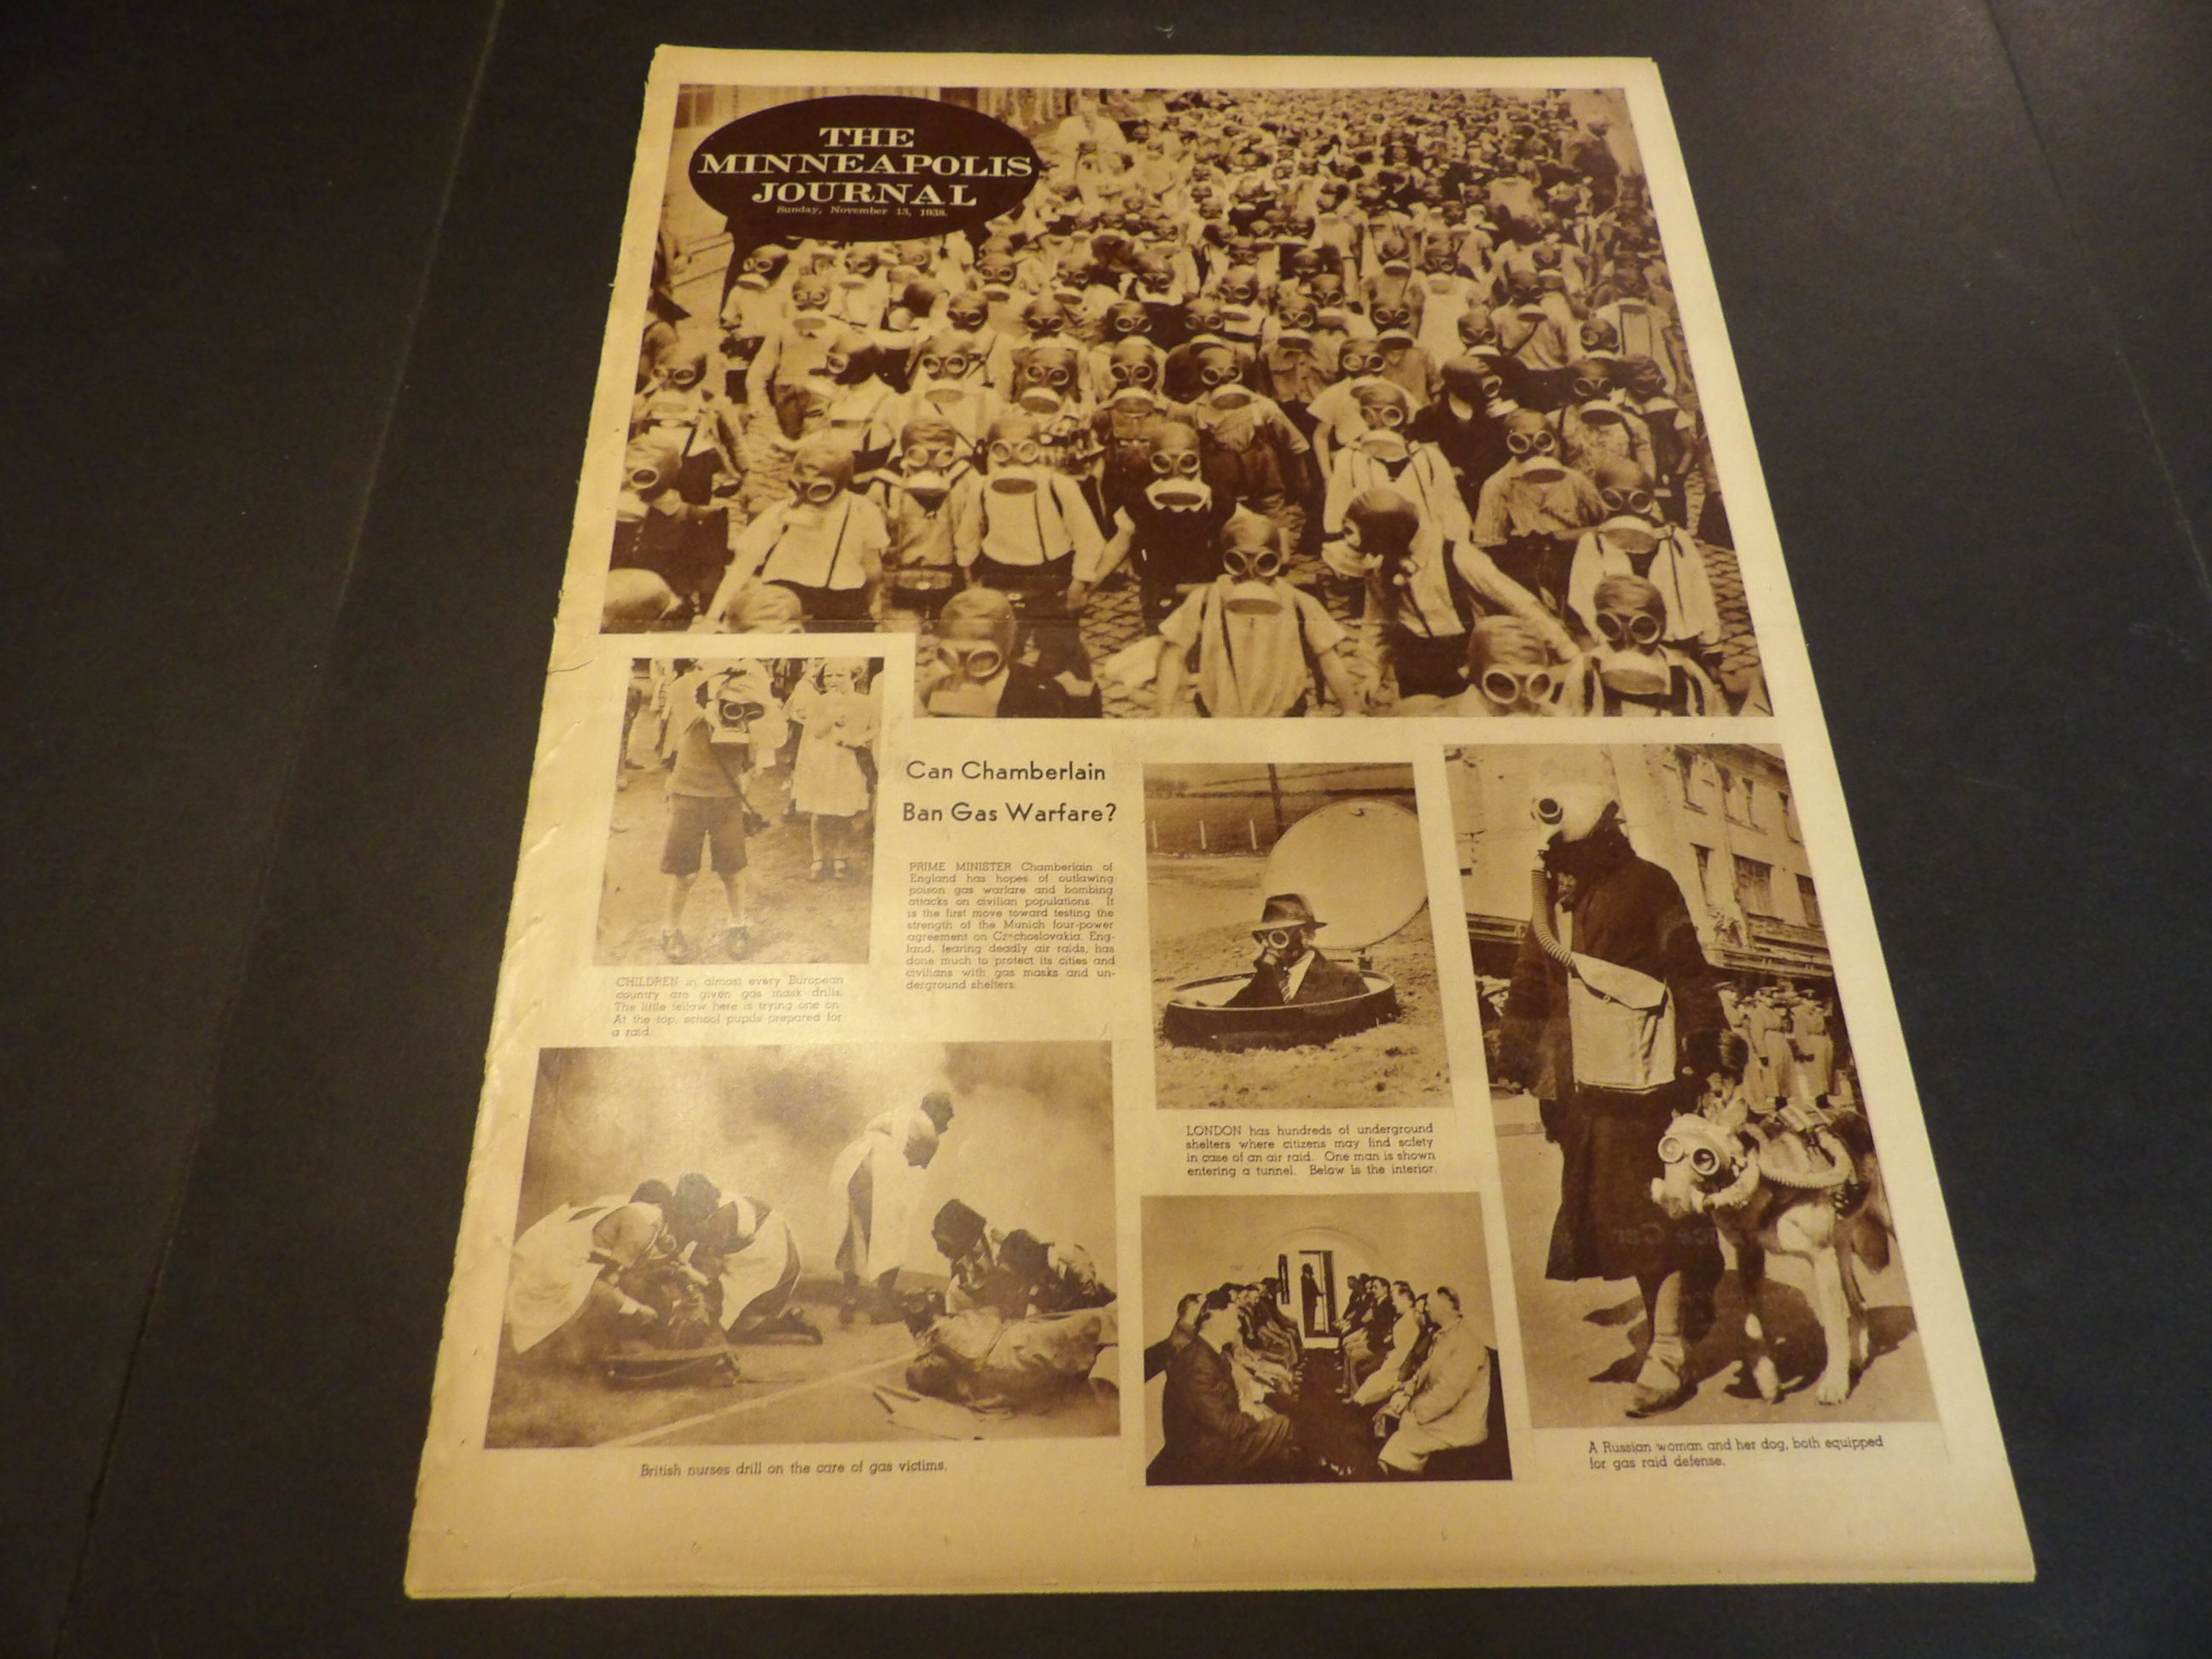 THE
MINNEAPOLIS
JOURNAL
Sunday, November 13, 1938.
CHILDREN in almost every European
country are given gas mask drills.
The little fellow here is trying one on.
At the top, school pupils prepared for
a raid.
Can Chamberlain
Ban Gas Warfare?
PRIME MINISTER Chamberlain of
England has hopes of outlawing
poison gas warfare and bombing
attacks on civilian populations. It
is the first move toward testing the
strength of the Munich four-power
agreement on Czechoslovakia. Eng-
land, fearing deadly air raids, has
done much to protect its cities and
civilians with gas masks and un-
derground shelters.
LONDON has hundreds of underground
shelters where citizens may find safety
in case of an air raid. One man is shown
entering a tunnel. Below is the interior.
British nurses drill on the care of gas victims.
A Russian woman and her dog, both equipped
for gas raid defense.